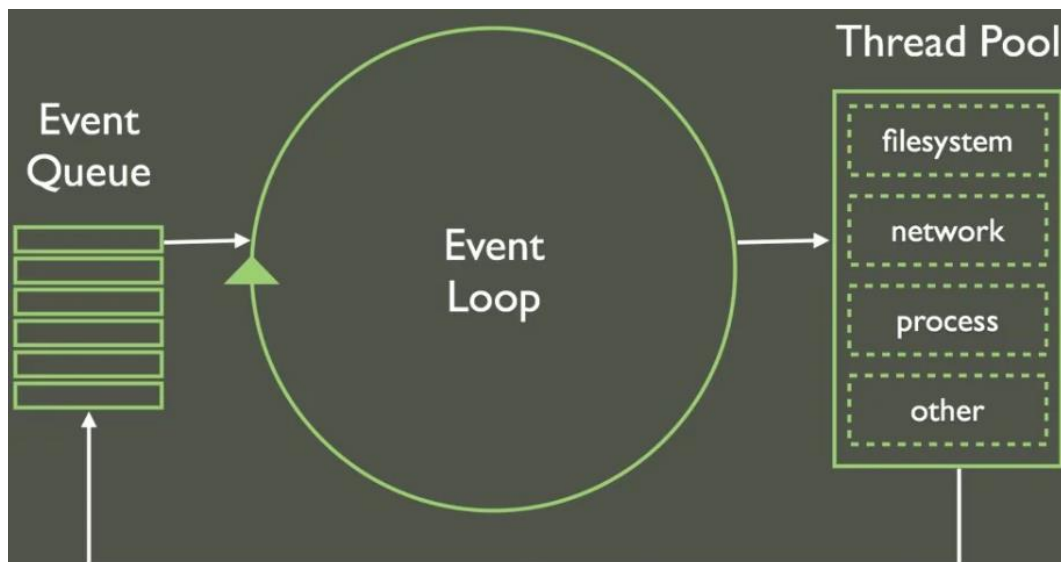 Event
Queue
Event
Loop
Thread Pool
filesystem
network
process
other